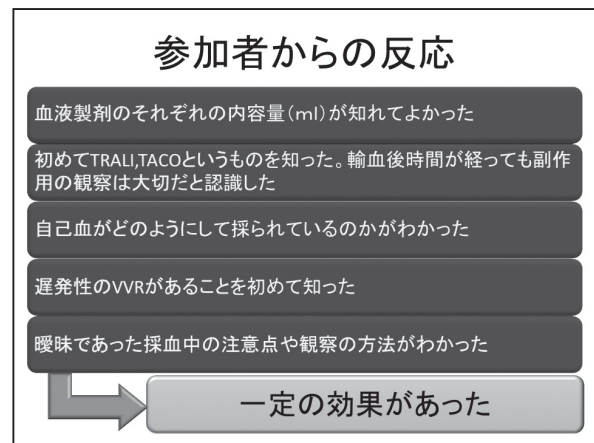 参加者からの反応
血液製剤のそれぞれの内容量(ml)が知れてよかった
初めてTRALI,TACOというものを知った。輸血後時間が経っても副作
用の観察は大切だと認識した
自己血がどのようにして採られているのかがわかった
遅発性のVVRがあることを初めて知った
曖昧であった採血中の注意点や観察の方法がわかった
一定の効果があった